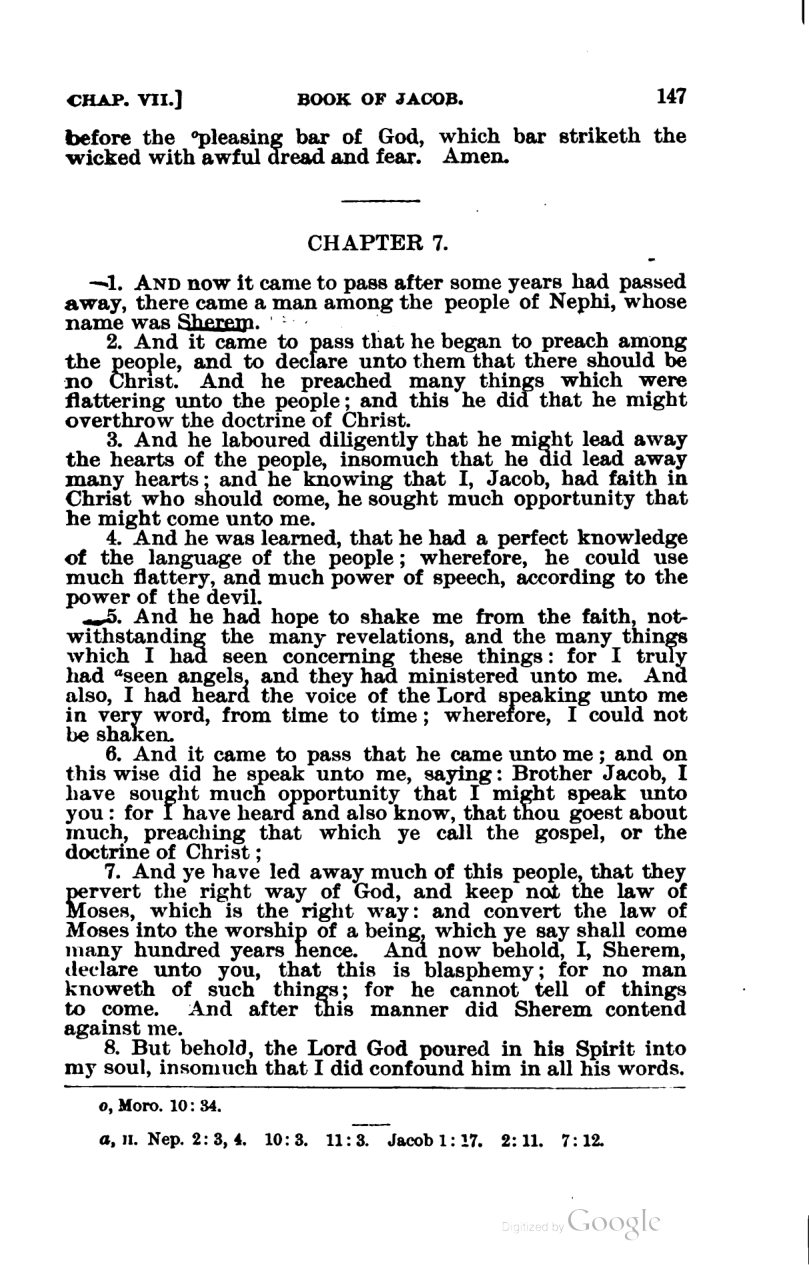 CHAP. VII.] BOOK OF JACOB. 147
before the ᵒpleasing bar of God, which bar striketh the
wicked with awful dread and fear. Amen.
CHAPTER 7.
1. AND now it came to pass after some years had passed
away, there came a man among the people of Nephi, whose
name was Sherem.
2. And it came to pass that he began to preach among
the people, and to declare unto them that there should be
no Christ. And he preached many things which were
flattering unto the people; and this he did that he might
overthrow the doctrine of Christ.
3. And he laboured diligently that he might lead away
the hearts of the people, insomuch that he did lead away
many hearts; and he knowing that I, Jacob, had faith in
Christ who should come, he sought much opportunity that
he might come unto me.
4. And he was learned, that he had a perfect knowledge
of the language of the people; wherefore, he could use
much flattery, and much power of speech, according to the
power of the devil.
5. And he had hope to shake me from the faith, not-
withstanding the many revelations, and the many things
which I had seen concerning these things: for I truly
had ᵃseen angels, and they had ministered unto me. And
also, I had heard the voice of the Lord speaking unto me
in very word, from time to time; wherefore, I could not
be shaken.
6. And it came to pass that he came unto me; and on
this wise did he speak unto me, saying: Brother Jacob, I
have sought much opportunity that I might speak unto
you: for I have heard and also know, that thou goest about
much, preaching that which ye call the gospel, or the
doctrine of Christ;
7. And ye have led away much of this people, that they
pervert the right way of God, and keep not the law of
Moses, which is the right way: and convert the law of
Moses into the worship of a being, which ye say shall come
many hundred years hence. And now behold, I, Sherem,
declare unto you, that this is blasphemy; for no man
knoweth of such things; for he cannot tell of things
to come. And after this manner did Sherem contend
against me.
8. But behold, the Lord God poured in his Spirit into
my soul, insomuch that I did confound him in all his words.
o, Moro. 10: 34.
a, II. Nep. 2: 3, 4. 10: 3. 11: 3. Jacob 1: 17. 2: 11. 7: 12.
Digitized by Google